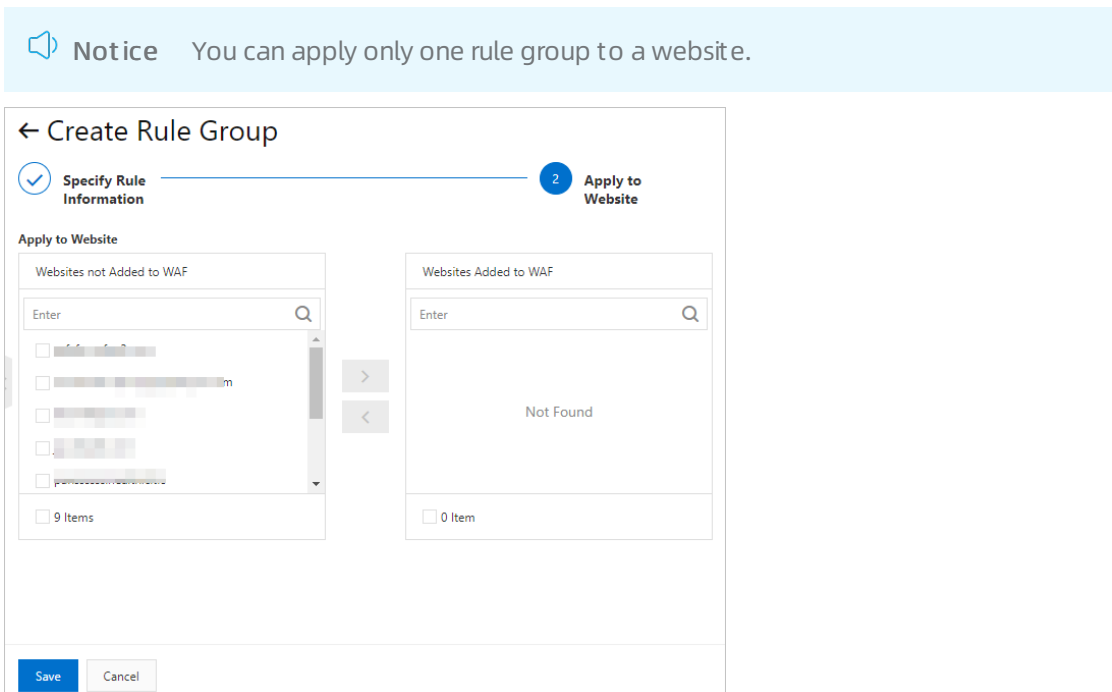 Notice You can apply only one rule group to a website.
Create Rule Group
Specify Rule
Information
2
Apply to
Website
Apply to Website
Websites not Added to WAF
Enter
m
9 Items
Websites Added to WAF
Enter
Not Found
0 Item
Save
Cancel